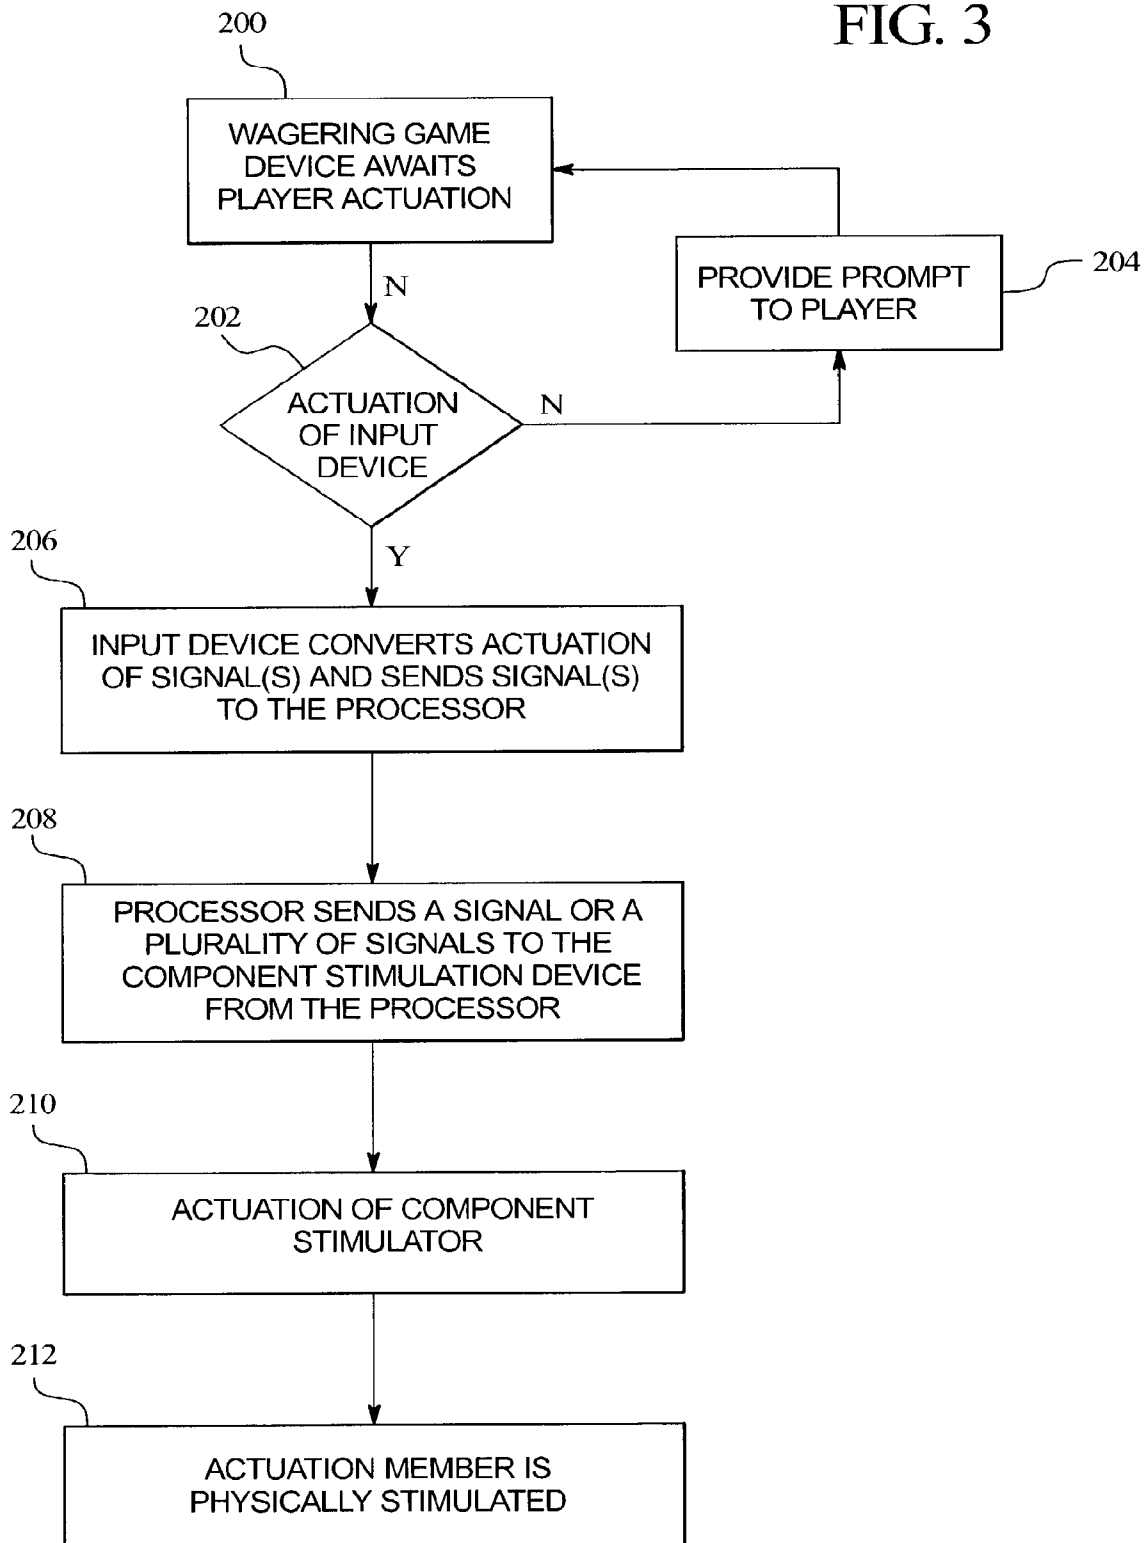 FIG. 3
200
WAGERING GAME
DEVICE AWAITS
PLAYER ACTUATION
204
PROVIDE PROMPT
TO PLAYER
N
202
ACTUATION
OF INPUT
DEVICE
N
Y
206
INPUT DEVICE CONVERTS ACTUATION
OF SIGNAL(S) AND SENDS SIGNAL(S)
TO THE PROCESSOR
208
PROCESSOR SENDS A SIGNAL OR A
PLURALITY OF SIGNALS TO THE
COMPONENT STIMULATION DEVICE
FROM THE PROCESSOR
210
ACTUATION OF COMPONENT
STIMULATOR
212
ACTUATION MEMBER IS
PHYSICALLY STIMULATED